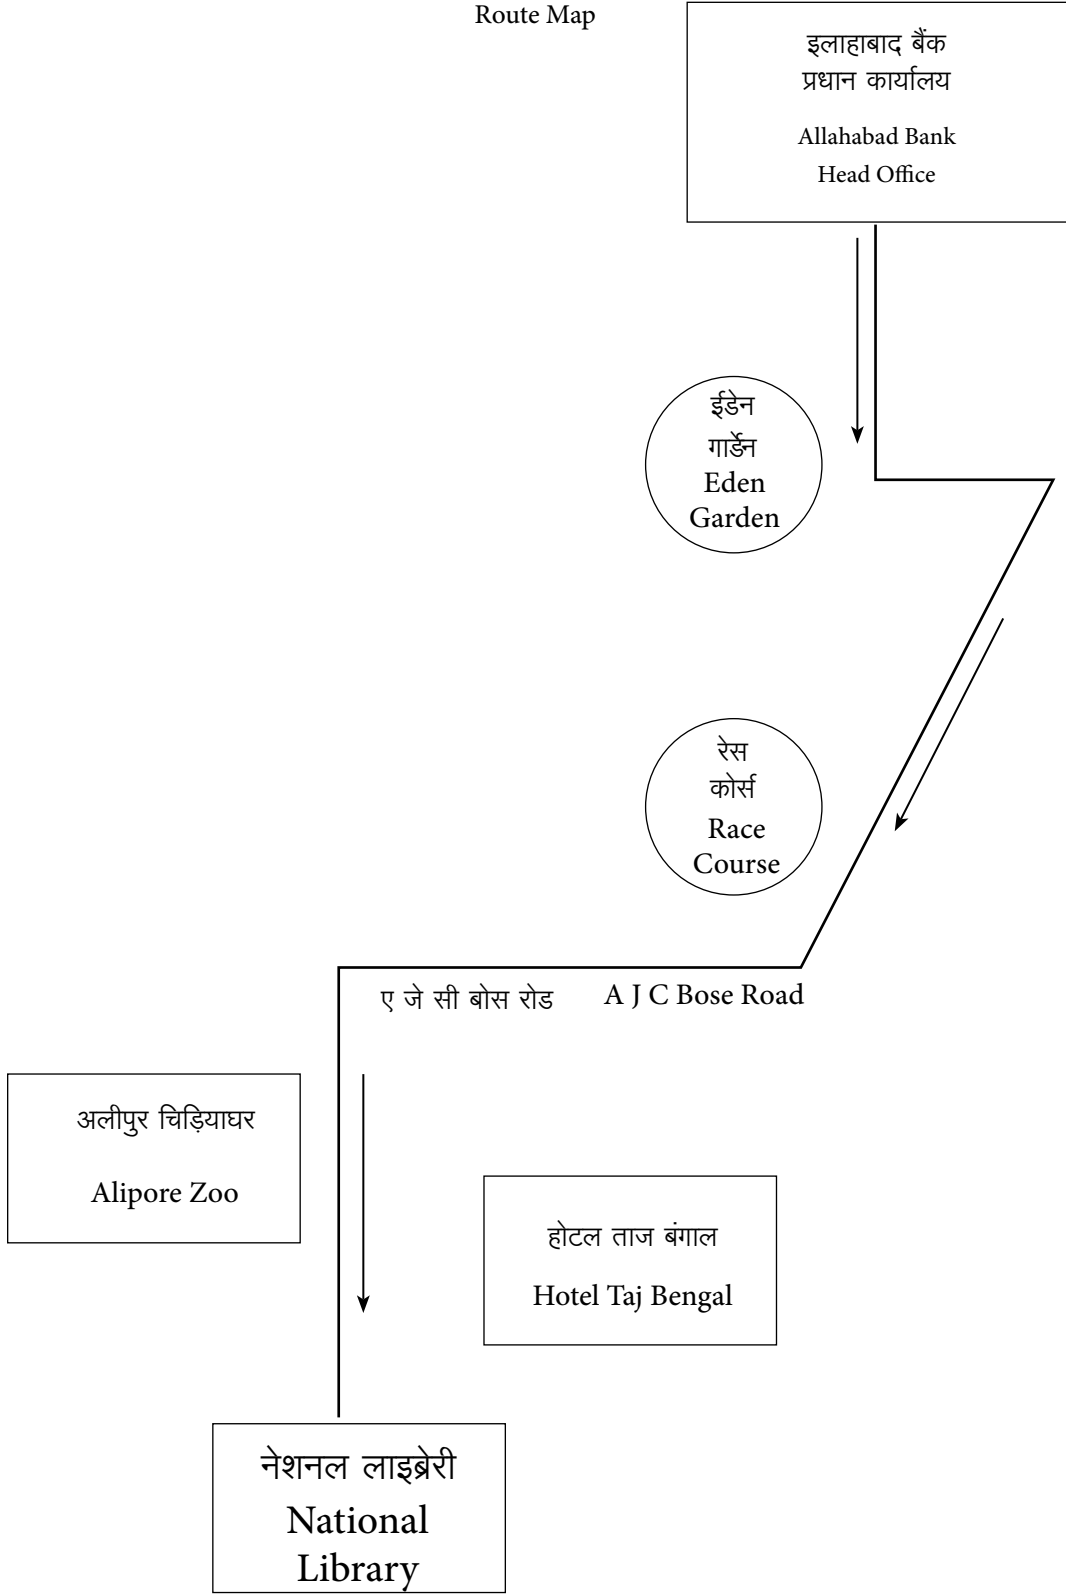 Route Map
इलाहाबाद बैंक
प्रधान कार्यालय
Allahabad Bank
Head Office
ईडेन
गार्डेन
Eden
Garden
रेस
कोर्स
Race
Course
ए जे सी बोस रोड A J C Bose Road
अलीपुर चिड़ियाघर
Alipore Zoo
होटल ताज बंगाल
Hotel Taj Bengal
नेशनल लाइब्रेरी
National
Library